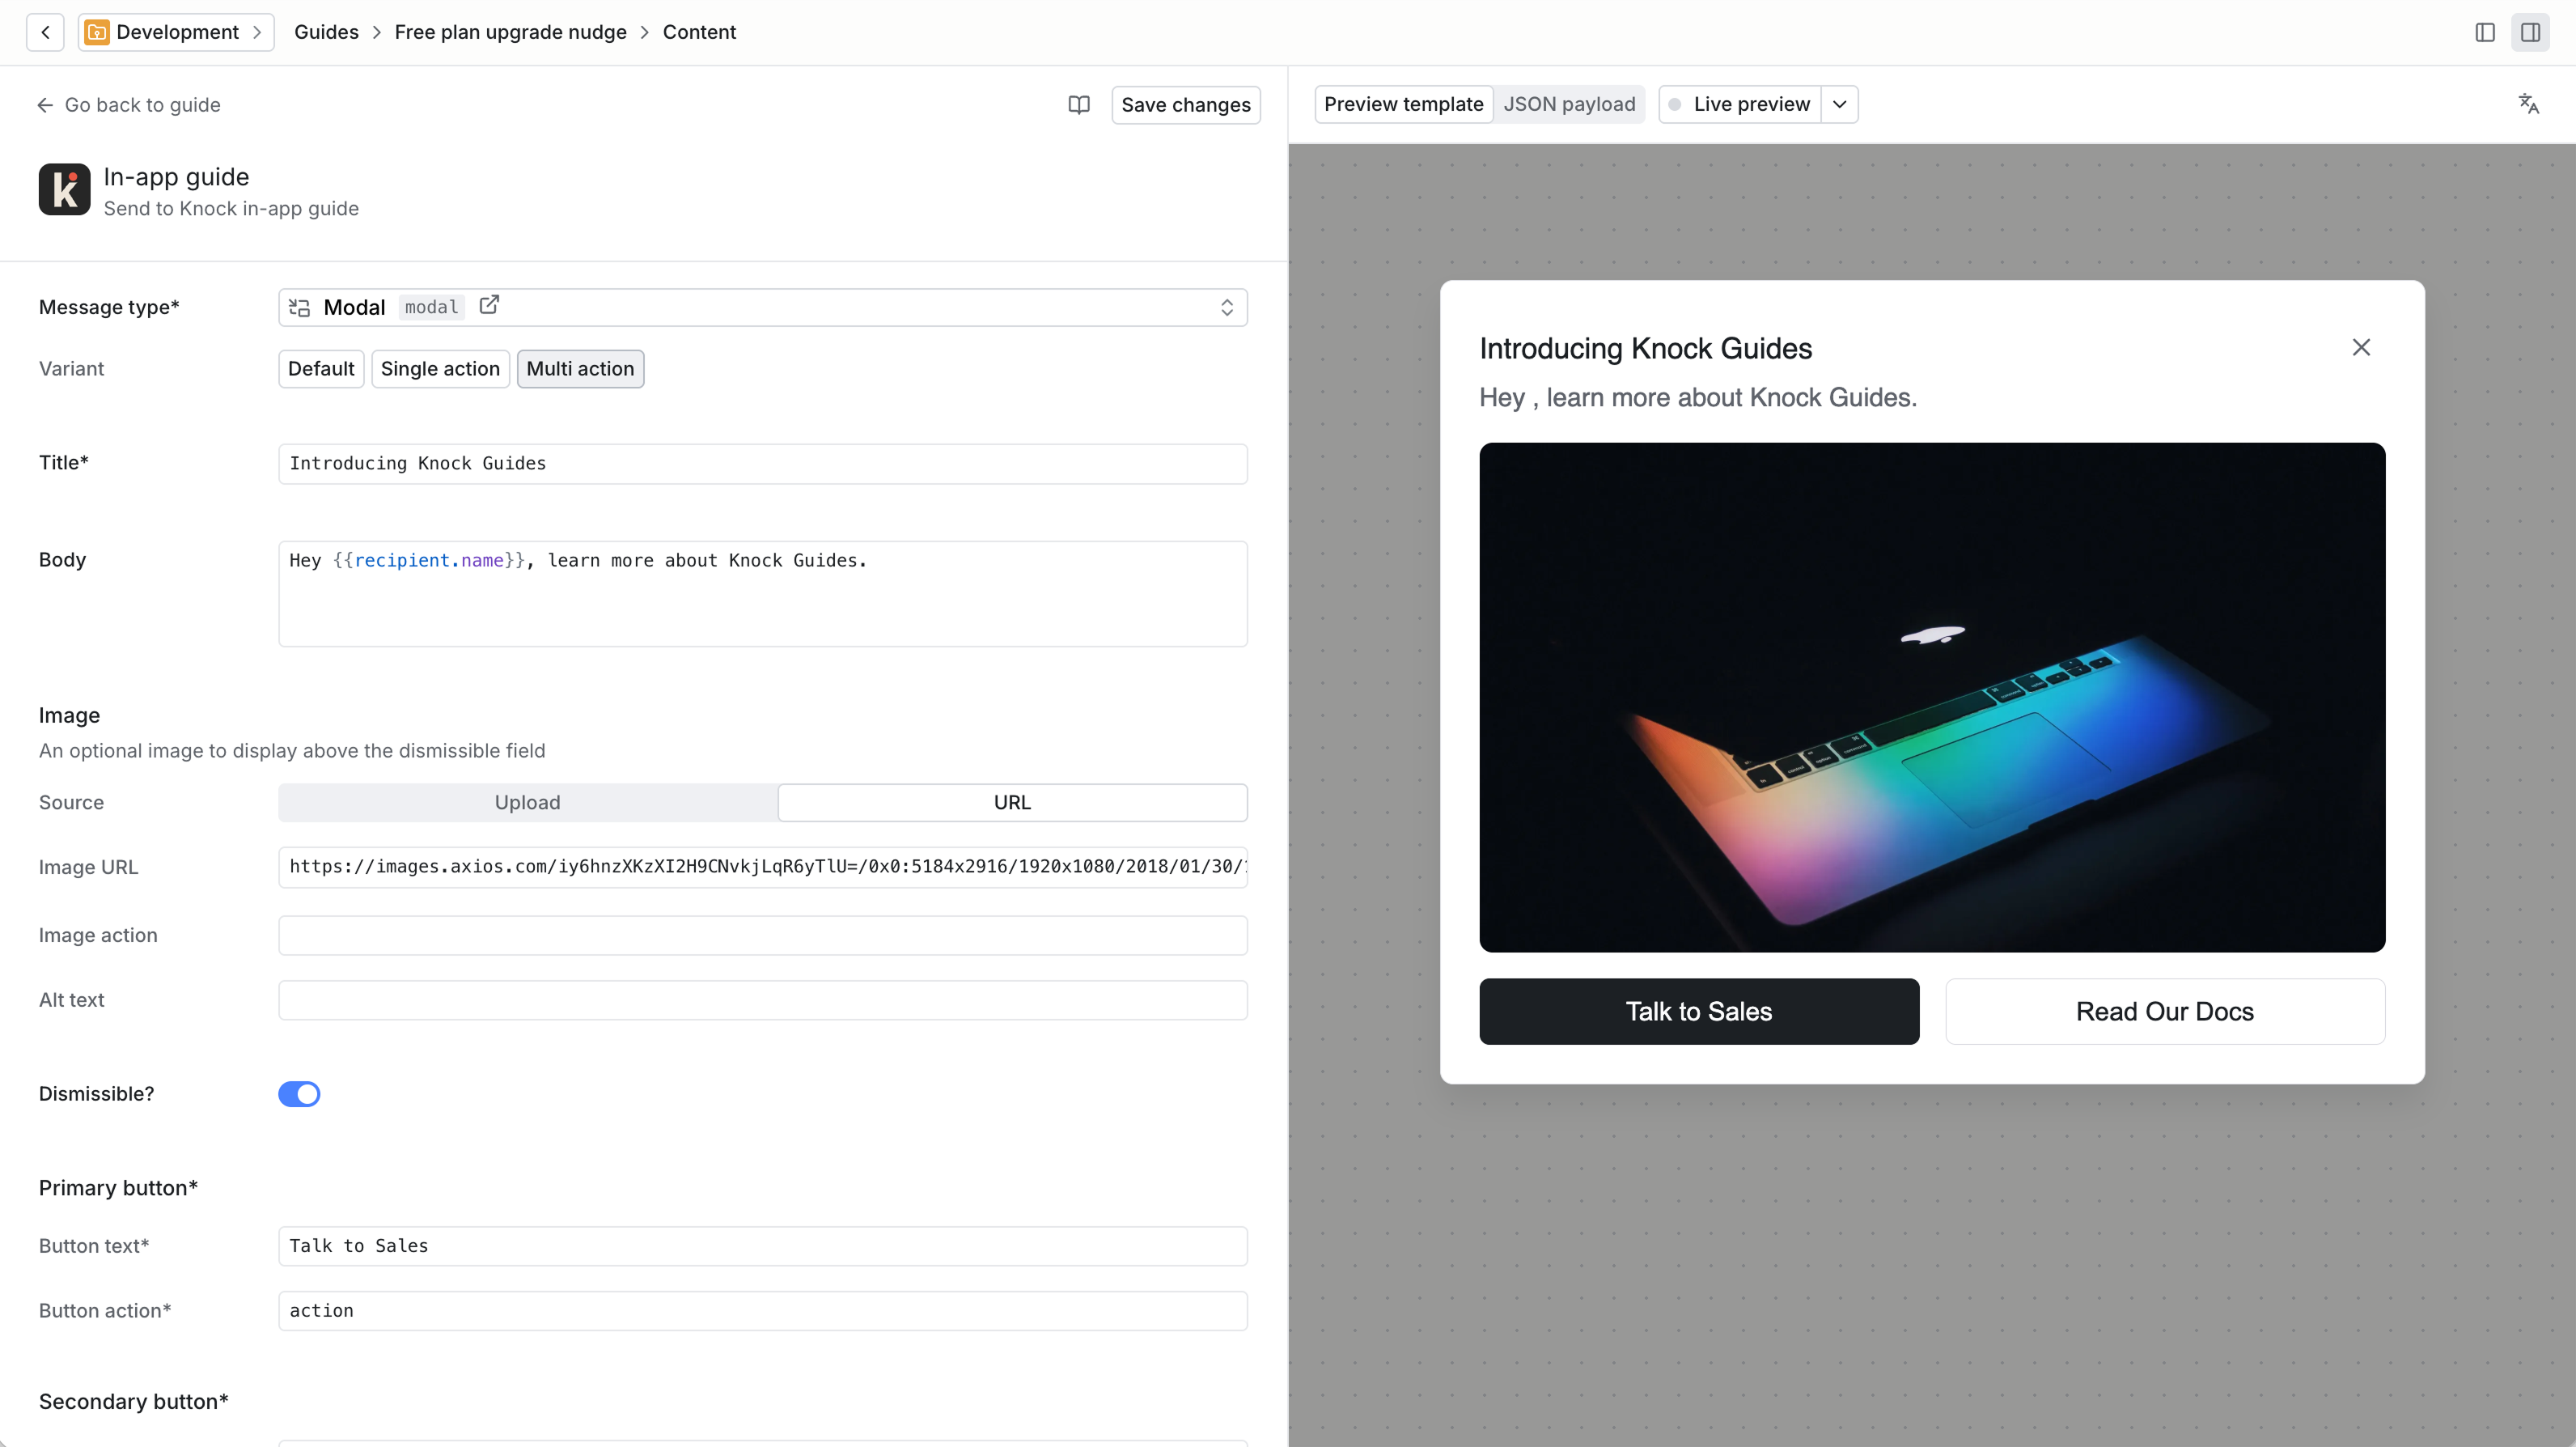 Development
Guides
Free plan upgrade nudge
Content
Go back to guide
Save changes
Preview template
JSON payload
Live preview
In-app guide
Send to Knock in-app guide
Message type*
Modal modal
Variant
Default
Single action
Multi action
Title*
Introducing Knock Guides
Body
Hey {{recipient.name}}, learn more about Knock Guides.
Image
An optional image to display above the dismissible field
Source
Upload
URL
Image URL
https://images.axios.com/iy6hnzXKzXI2H9CNvkjLqR6yTlU=/0x0:5184x2916/1920x1080/2018/01/30/
Image action
Alt text
Dismissible?
Primary button*
Button text*
Talk to Sales
Button action*
action
Secondary button*
Introducing Knock Guides
Hey , learn more about Knock Guides.
Talk to Sales
Read Our Docs